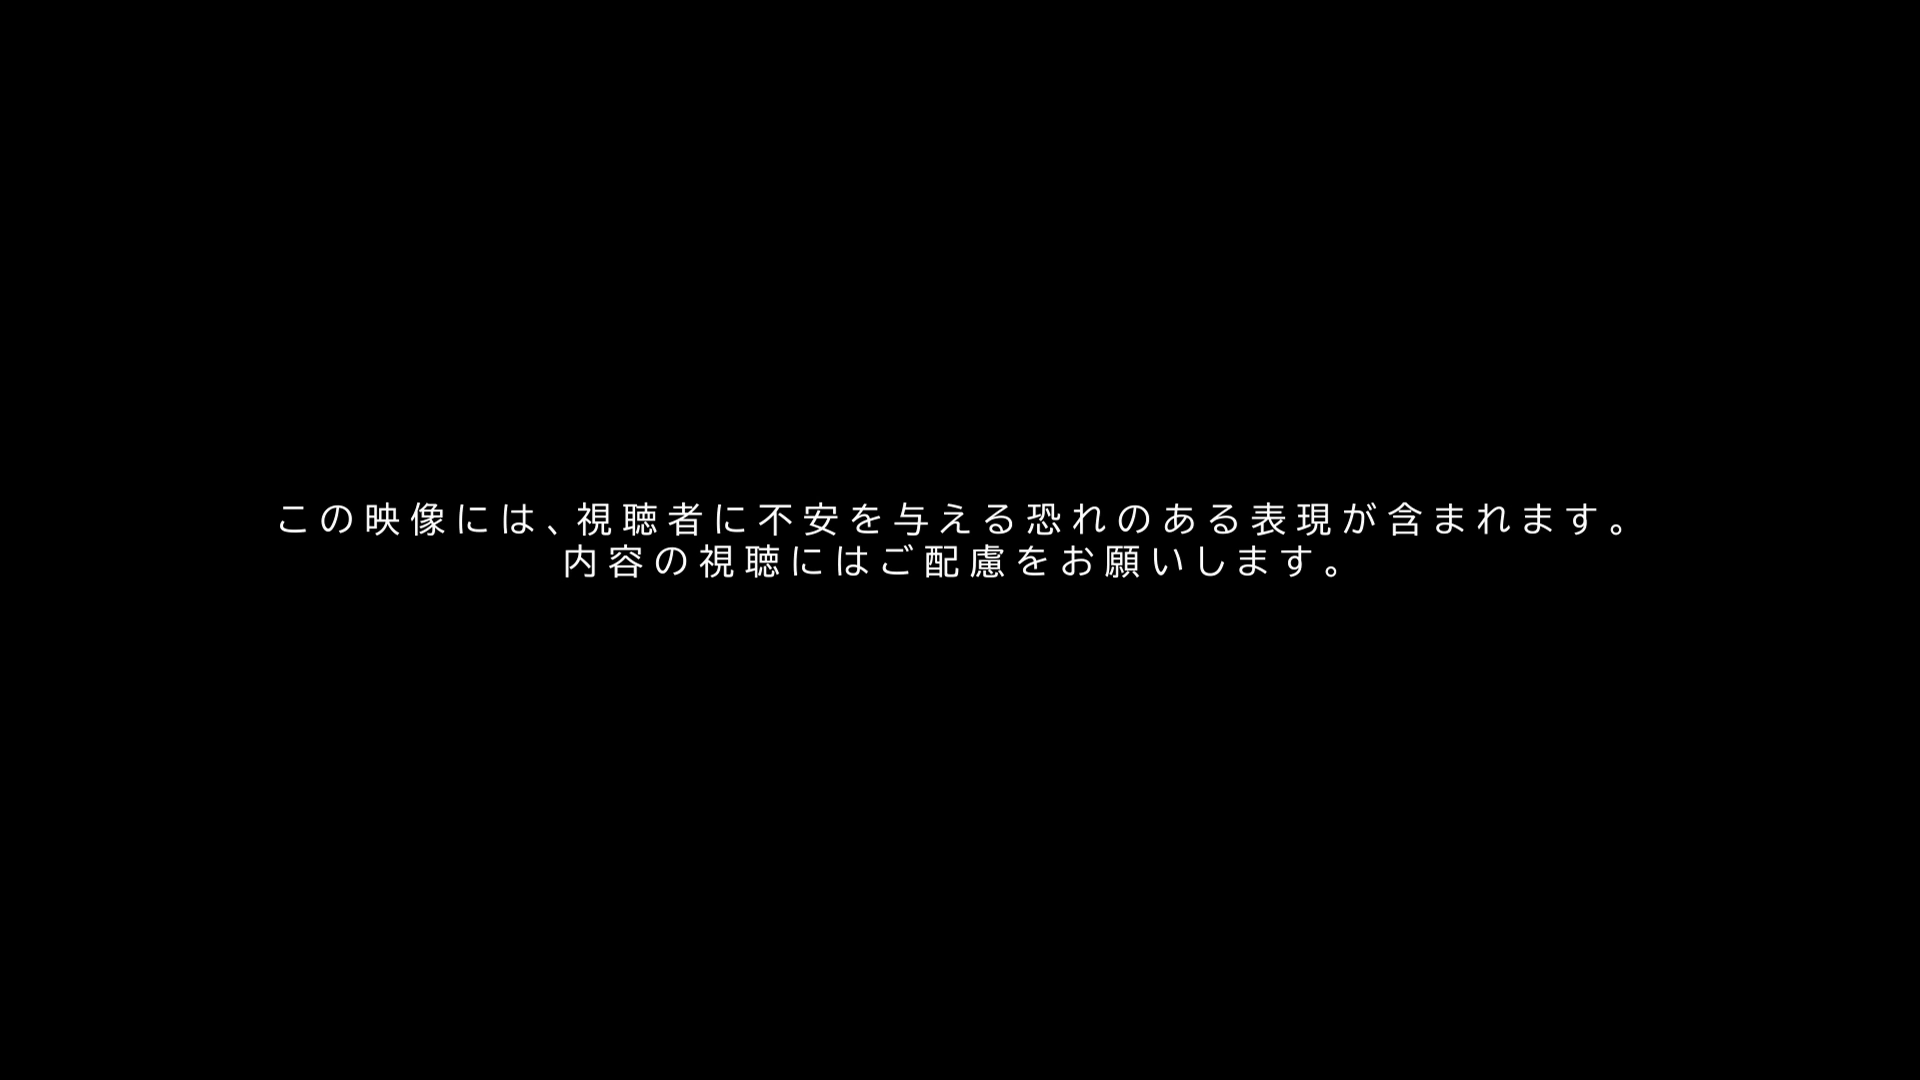 この映像には、視聴者に不安を与える恐れのある表現が含まれます。
内容の視聴にはご配慮をお願いします。